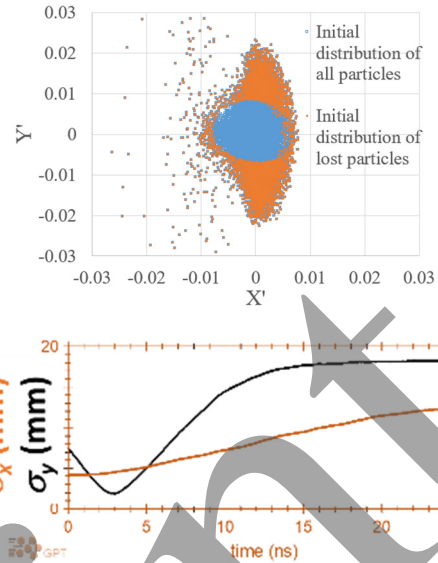 0.03
Initial
distribution of
all particles
0.02
0.01
Initial
distribution of
lost particles
Y'
0
-0.01
-0.02
-0.03
-0.03 -0.02 -0.01 0 0.01 0.02 0.03
X'
20
σx (mm)
σy (mm)
0
0 5 10 15 20
time (ns)
GPT